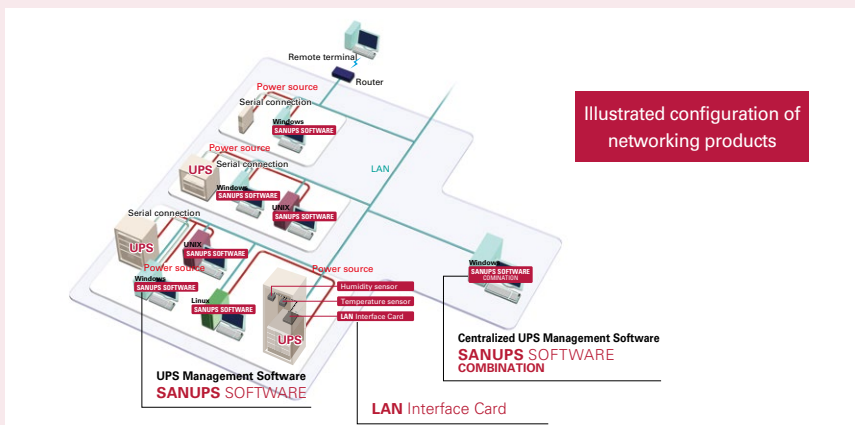 Remote terminal
Router
Power source
Serial connection
Windows
SANUPS SOFTWARE
Illustrated configuration of
networking products
Power source
Serial connection
UPS
LAN
Windows
SANUPS SOFTWARE
UNIX
SANUPS SOFTWARE
Serial connection
UPS
UNIX
SANUPS SOFTWARE
Power source
Windows
SANUPS SOFTWARE
Linux
SANUPS SOFTWARE
Power source
Humidity sensor
Temperature sensor
LAN Interface Card
UPS
Windows
SANUPS SOFTWARE
COMINATION
Centralized UPS Management Software
SANUPS SOFTWARE
COMBINATION
UPS Management Software
SANUPS SOFTWARE
LAN Interface Card